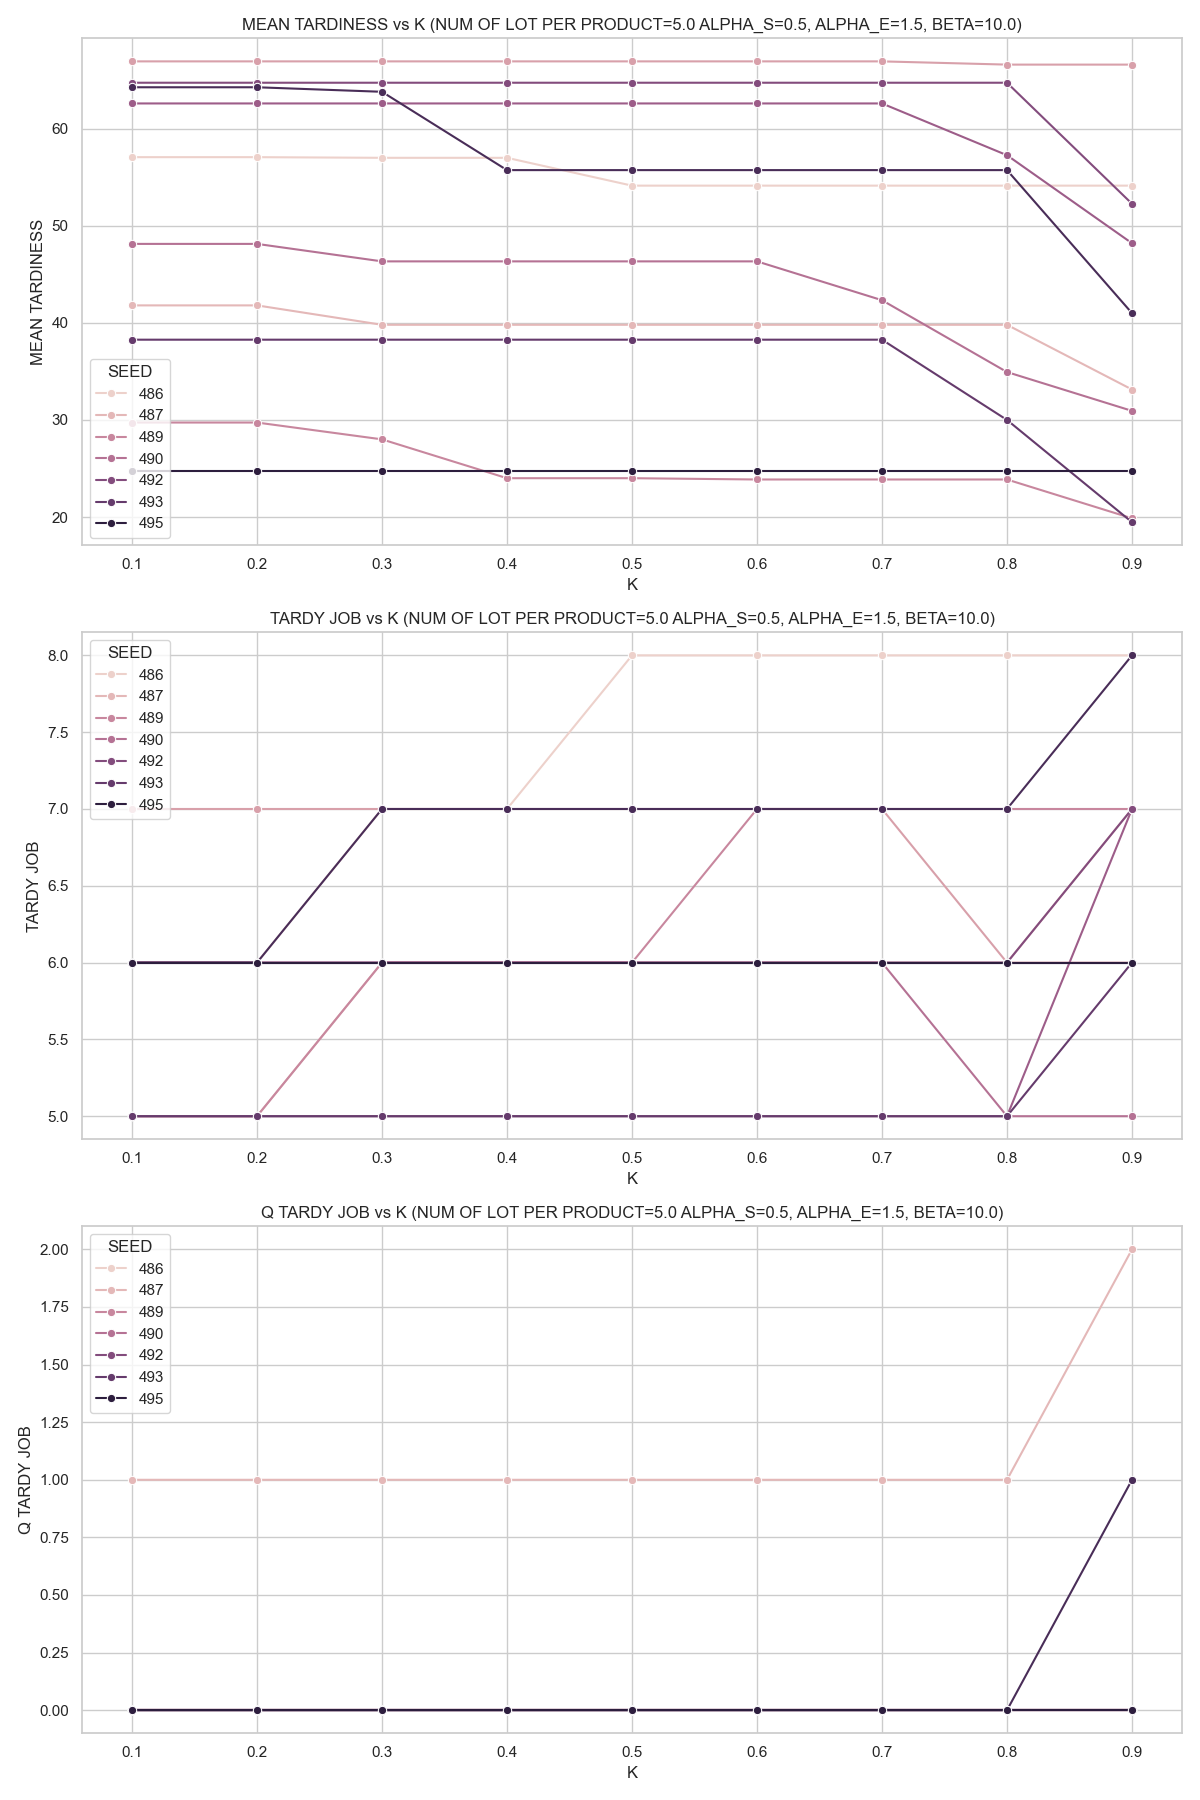 MEAN TARDINESS vs K (NUM OF LOT PER PRODUCT=5.0 ALPHA_S=0.5, ALPHA_E=1.5, BETA=10.0)
MEAN TARDINESS
60
50
40
30
20
SEED
486
487
489
490
492
493
495
0.1 0.2 0.3 0.4 0.5 0.6 0.7 0.8 0.9
K
TARDY JOB vs K (NUM OF LOT PER PRODUCT=5.0 ALPHA_S=0.5, ALPHA_E=1.5, BETA=10.0)
TARDY JOB
8.0
7.5
7.0
6.5
6.0
5.5
5.0
SEED
486
487
489
490
492
493
495
0.1 0.2 0.3 0.4 0.5 0.6 0.7 0.8 0.9
K
Q TARDY JOB vs K (NUM OF LOT PER PRODUCT=5.0 ALPHA_S=0.5, ALPHA_E=1.5, BETA=10.0)
Q TARDY JOB
2.00
1.75
1.50
1.25
1.00
0.75
0.50
0.25
0.00
SEED
486
487
489
490
492
493
495
0.1 0.2 0.3 0.4 0.5 0.6 0.7 0.8 0.9
K